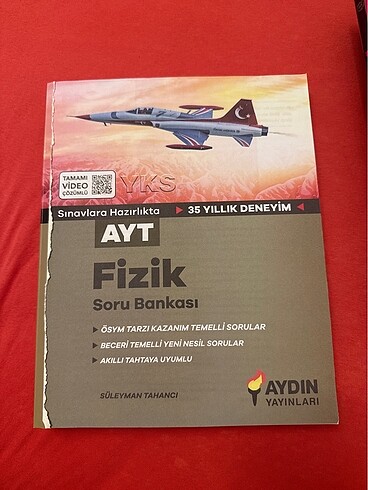 TAMAMI
VİDEO
ÇÖZÜMLÜ
YKS
Sınavlara Hazırlıkta
35 YILLIK DENEYİM
AYT
Fizik
Soru Bankası
ÖSYM TARZI KAZANIM TEMELLİ SORULAR
BECERİ TEMELLİ YENİ NESİL SORULAR
AKILLI TAHTAYA UYUMLU
SÜLEYMAN TAHANCI
AYDIN
YAYINLARI